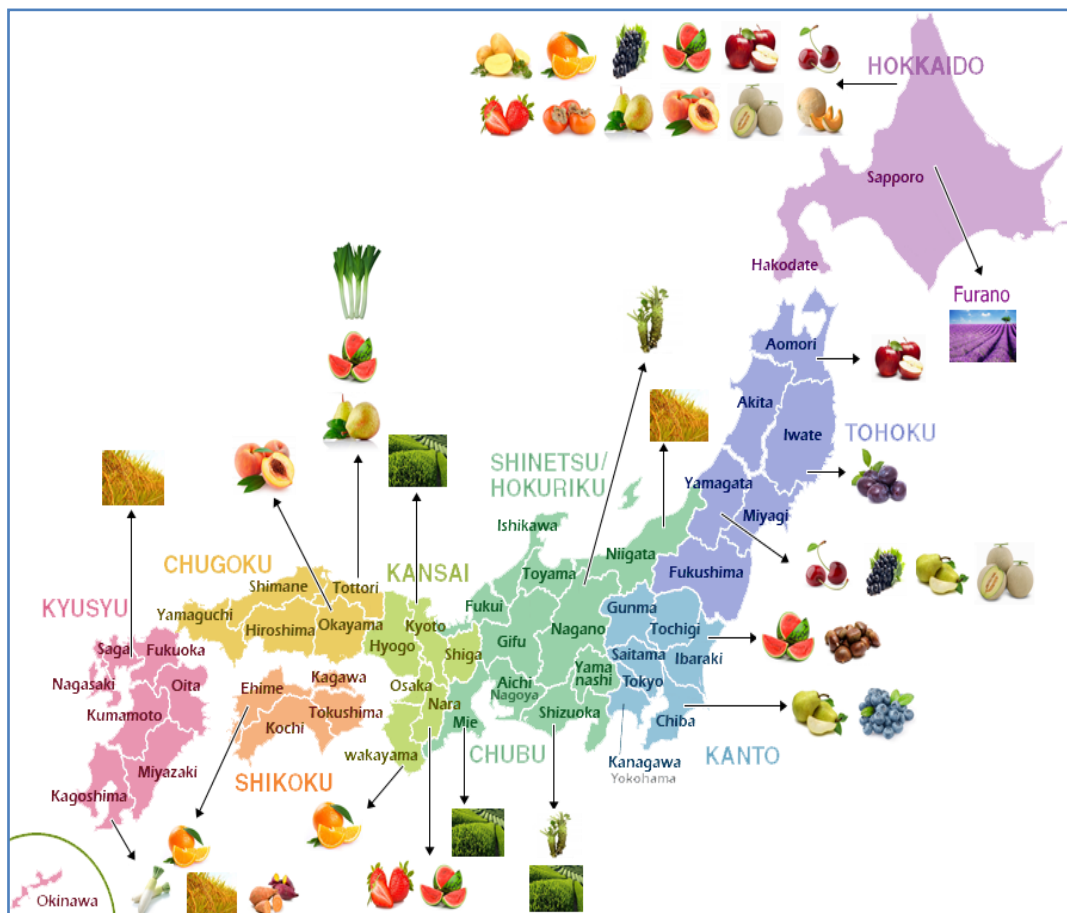 HOKKAIDO
Sapporo
Hakodate
Furano
Aomori
Akita
Iwate
TOHOKU
Yamagata
Miyagi
Fukushima
SHINETSU/
HOKURIKU
Ishikawa
Niigata
Toyama
Fukui
Gifu
Nagano
Yama
nashi
Aichi
Nagoya
Shizuoka
CHUBU
Mie
Gunma
Tochigi
Saitama
Ibaraki
Tokyo
Chiba
Kanagawa
Yokohama
KANTO
KANSAI
Kyoto
Hyogo
Shiga
Osaka
Nara
wakayama
CHUGOKU
Shimane
Tottori
Yamaguchi
Hiroshima
Okayama
Kagawa
Ehime
Tokushima
Kochi
SHIKOKU
KYUSYU
Saga
Fukuoka
Nagasaki
Oita
Kumamoto
Miyazaki
Kagoshima
Okinawa